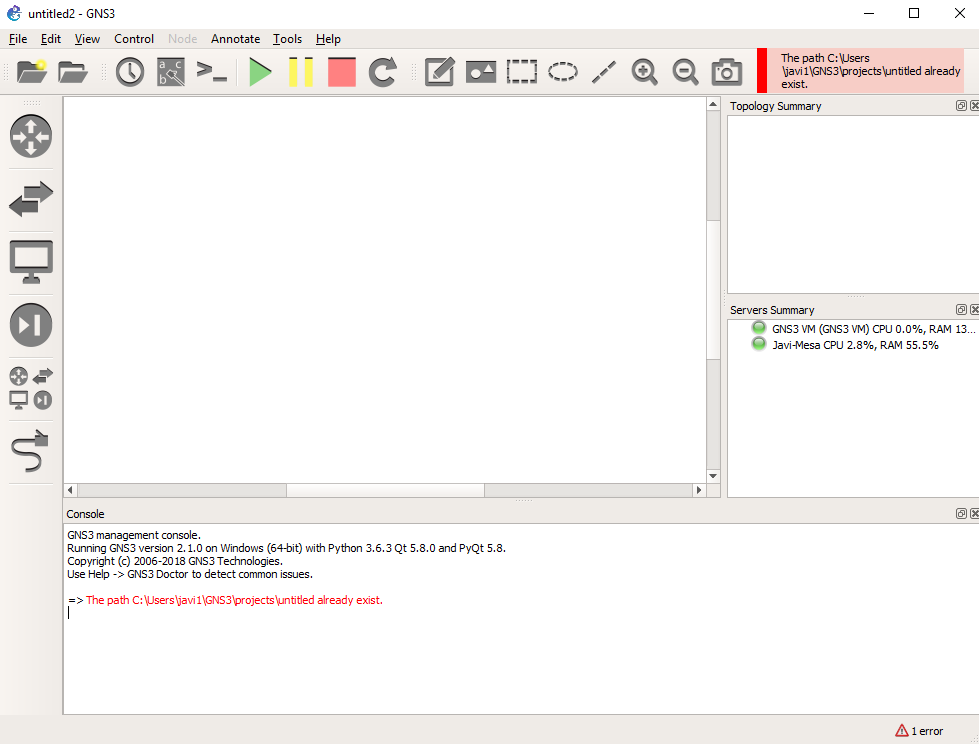 untitled2 - GNS3
File Edit View Control Node Annotate Tools Help
a c
b
>_
The path C:\Users
\javi1\GNS3\projects\untitled already
exist.
Topology Summary
Servers Summary
GNS3 VM (GNS3 VM) CPU 0.0%, RAM 13...
Javi-Mesa CPU 2.8%, RAM 55.5%
Console
GNS3 management console.
Running GNS3 version 2.1.0 on Windows (64-bit) with Python 3.6.3 Qt 5.8.0 and PyQt 5.8.
Copyright (c) 2006-2018 GNS3 Technologies.
Use Help -> GNS3 Doctor to detect common issues.
=> The path C:\Users\javi1\GNS3\projects\untitled already exist.
1 error